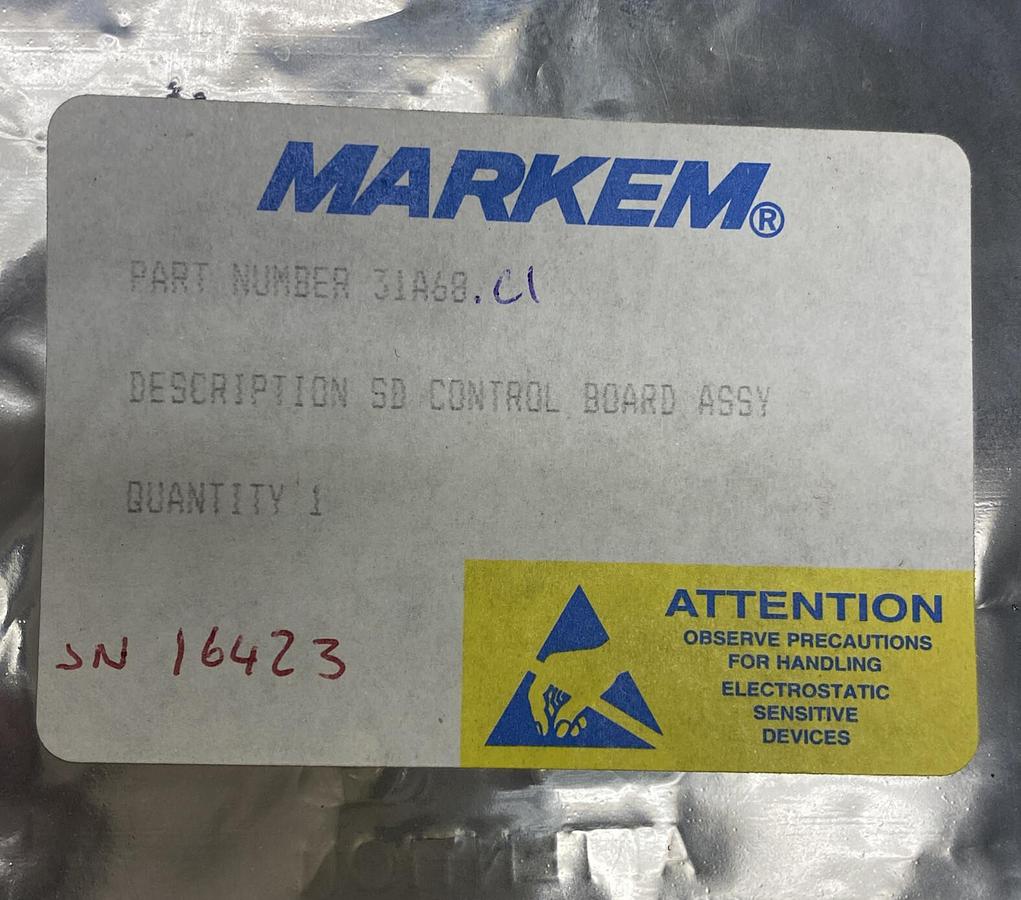 MARKEM®
PART NUMBER 31A68.C1
DESCRIPTION SD CONTROL BOARD ASSY
QUANTITY 1
SN 16423
ATTENTION
OBSERVE PRECAUTIONS
FOR HANDLING
ELECTROSTATIC
SENSITIVE
DEVICES